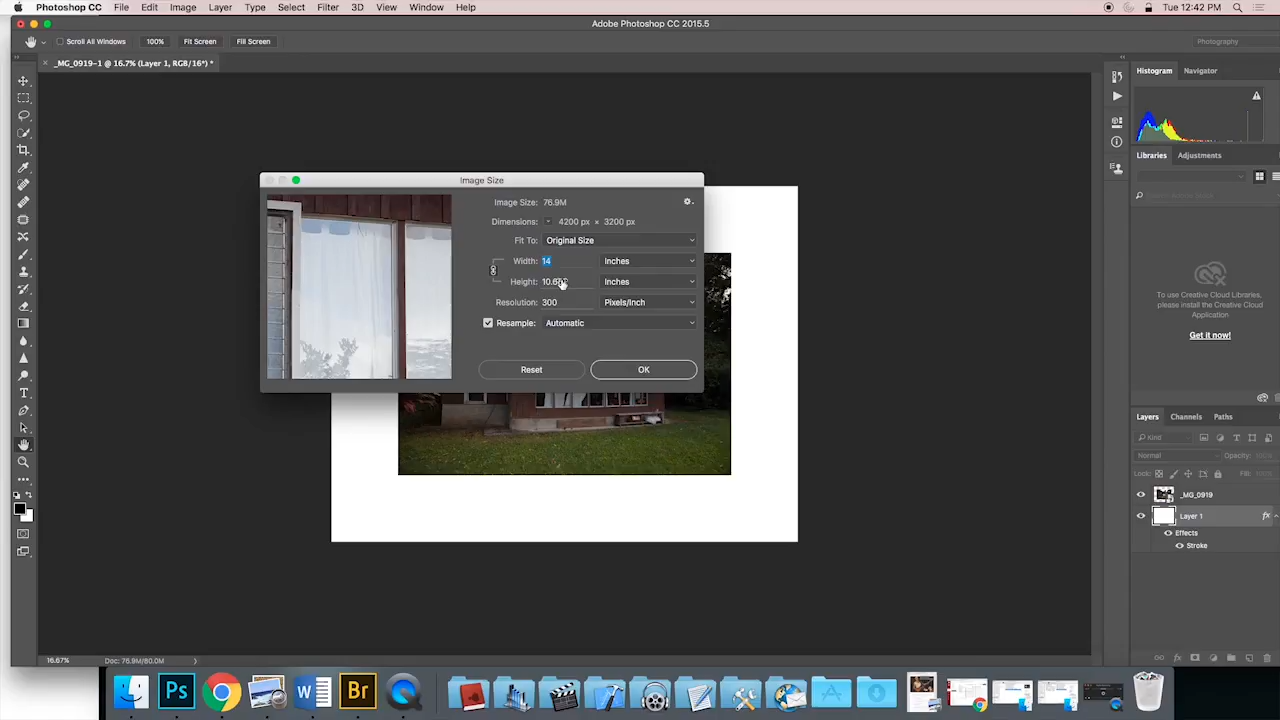 Photoshop CC File Edit Image Layer Type Select Filter 3D View Window Help Tue 12:42 PM
Adobe Photoshop CC 2015.5
Scroll All Windows 100% Fit Screen Fill Screen Photography
_MG_0919-1 @ 16.7% (Layer 1, RGB/16*) *
Histogram Navigator
Image Size
Image Size: 76.9M
Dimensions: 4200 px × 3200 px
Fit To: Original Size
Width: 14 Inches
Height: Inches
Resolution: 300 Pixels/Inch
Resample: Automatic
Reset OK
Libraries Adjustments
To use Creative Cloud Libraries,
please install the Creative Cloud
Application
Get it now!
Layers Channels Paths
Kind
Normal Opacity:
Lock: Fill:
_MG_0919
Layer 1 fx
Effects
Stroke
16.67% Doc: 76.9M/80.0M
Ps W Br